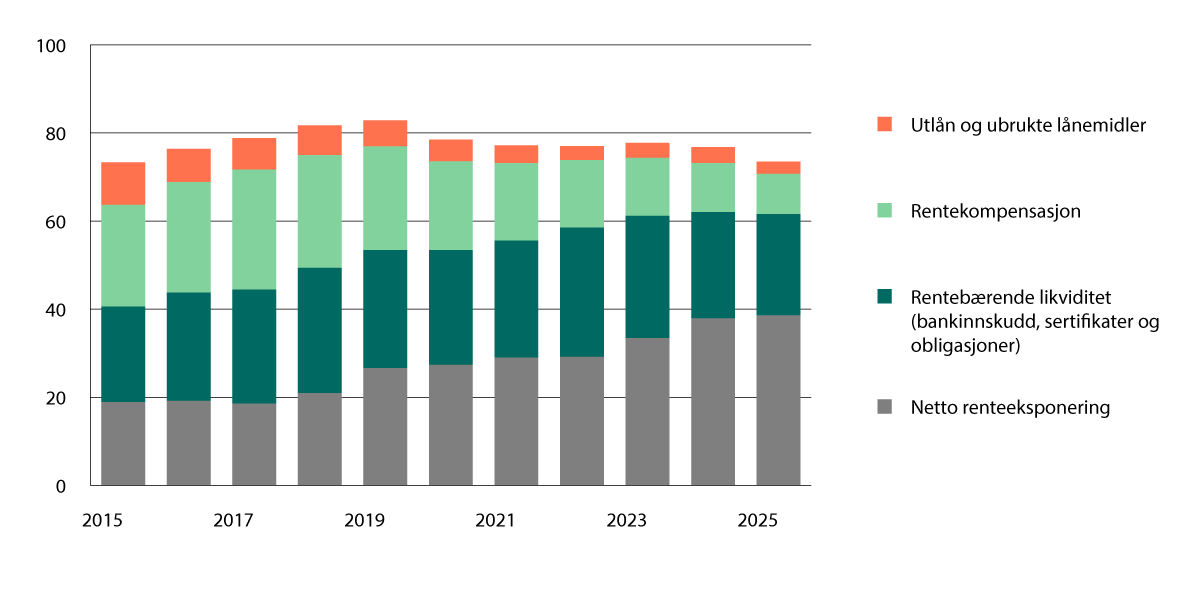 100
80
60
40
20
0
2015
2017
2019
2021
2023
2025
Utlån og ubrukte lånemidler
Rentekompensasjon
Rentebærende likviditet
(bankinnskudd, sertifikater og
obligasjoner)
Netto renteeksponering